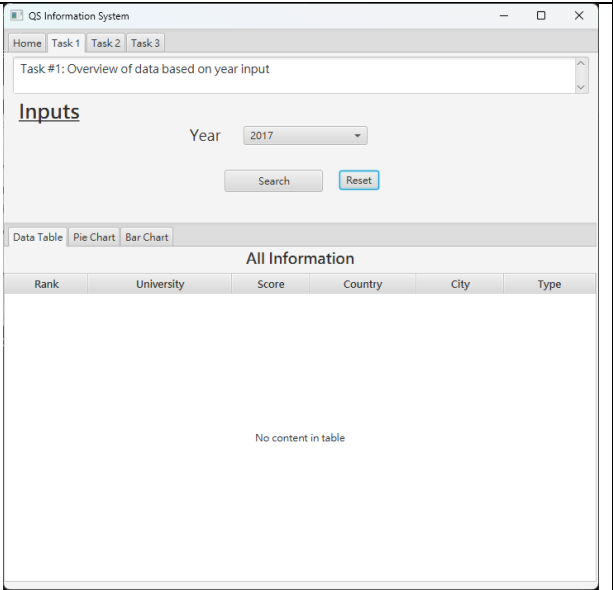 QS Information System
Home Task 1 Task 2 Task 3
Task #1: Overview of data based on year input
Inputs
Year 2017
Search Reset
Data Table Pie Chart Bar Chart
All Information
Rank University Score Country City Type
No content in table